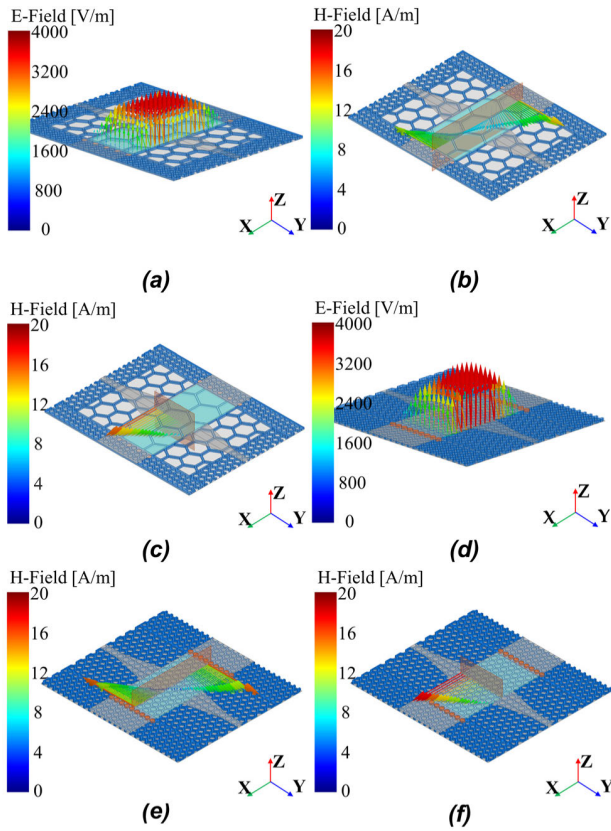 E-Field [V/m]
4000
3200
2400
1600
800
0
Z
X
Y
(a)
H-Field [A/m]
20
16
12
8
4
0
Z
X
Y
(b)
H-Field [A/m]
20
16
12
8
4
0
Z
X
Y
(c)
E-Field [V/m]
4000
3200
2400
1600
800
0
Z
X
Y
(d)
H-Field [A/m]
20
16
12
8
4
0
Z
X
Y
(e)
H-Field [A/m]
20
16
12
8
4
0
Z
X
Y
(f)